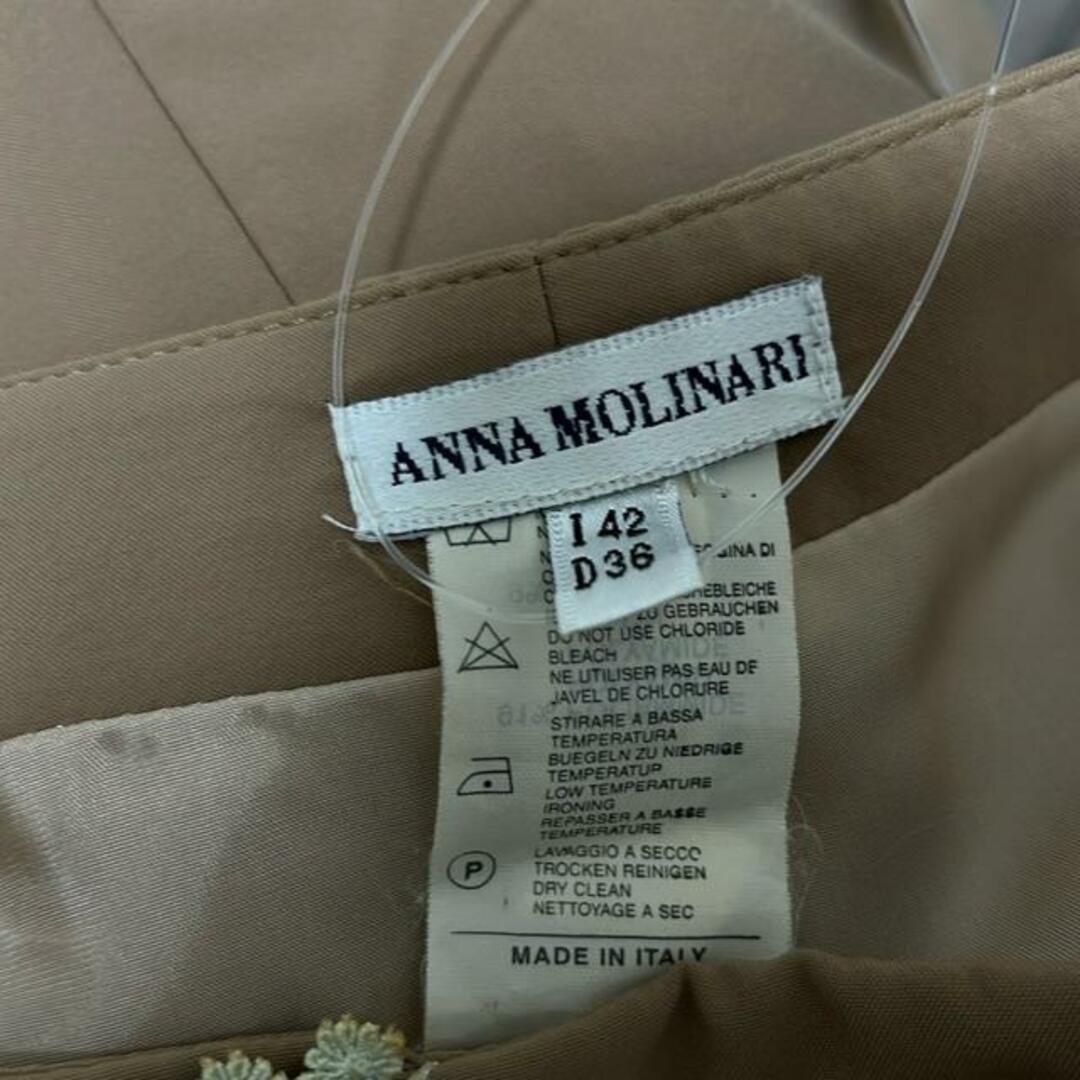 ANNA MOLINARI
I 42
D 36
DI
ZU GEBRAUCHEN
DO NOT USE CHLORIDE
BLEACH
NE UTILISER PAS EAU DE
JAVEL DE CHLORURE
STIRARE A BASSA
TEMPERATURA
BUEGELN ZU NIEDRIGE
TEMPERATUP
LOW TEMPERATURE
IRONING
REPASSER A BASSE
TEMPERATURE
P
LAVAGGIO A SECCO
TROCKEN REINIGEN
DRY CLEAN
NETTOYAGE A SEC
MADE IN ITALY